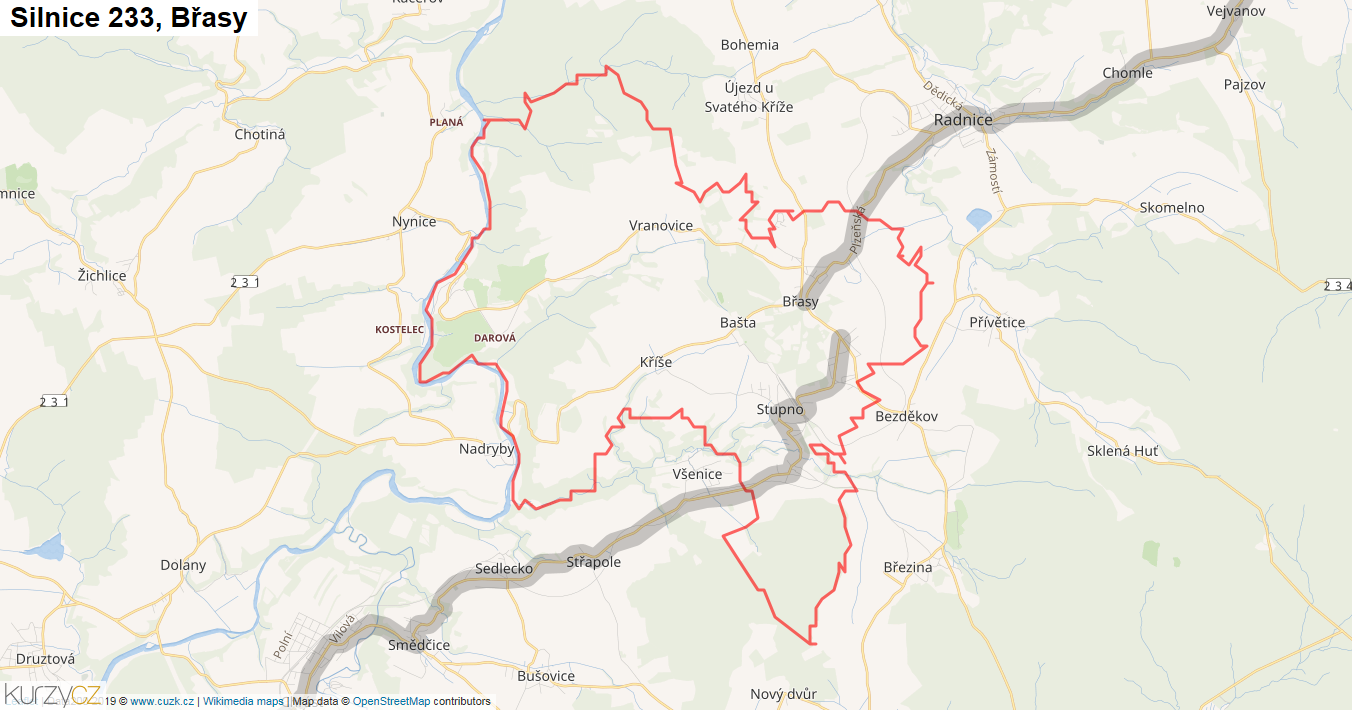 Silnice 233, Břasy
Vejvanov
Bohemia
Chomle
Pajzov
Újezd u
Svatého Kříže
Dědická
Radnice
PLANÁ
Chotiná
Zámostí
mnice
Skomelno
Nynice
Vranovice
Plzeňská
Žichlice
2 3 1
2 3 4
Břasy
Bašta
Přívětice
KOSTELEC
DAROVÁ
Kříše
2 3 1
Stupno
Bezděkov
Nadryby
Sklená Huť
Všenice
Dolany
Sedlecko
Střapole
Březina
Polní
Vilová
Smědčice
Druztová
Bušovice
Nový dvůr
kurzycz
19 © www.cuzk.cz | Wikimedia maps | Map data © OpenStreetMap contributors